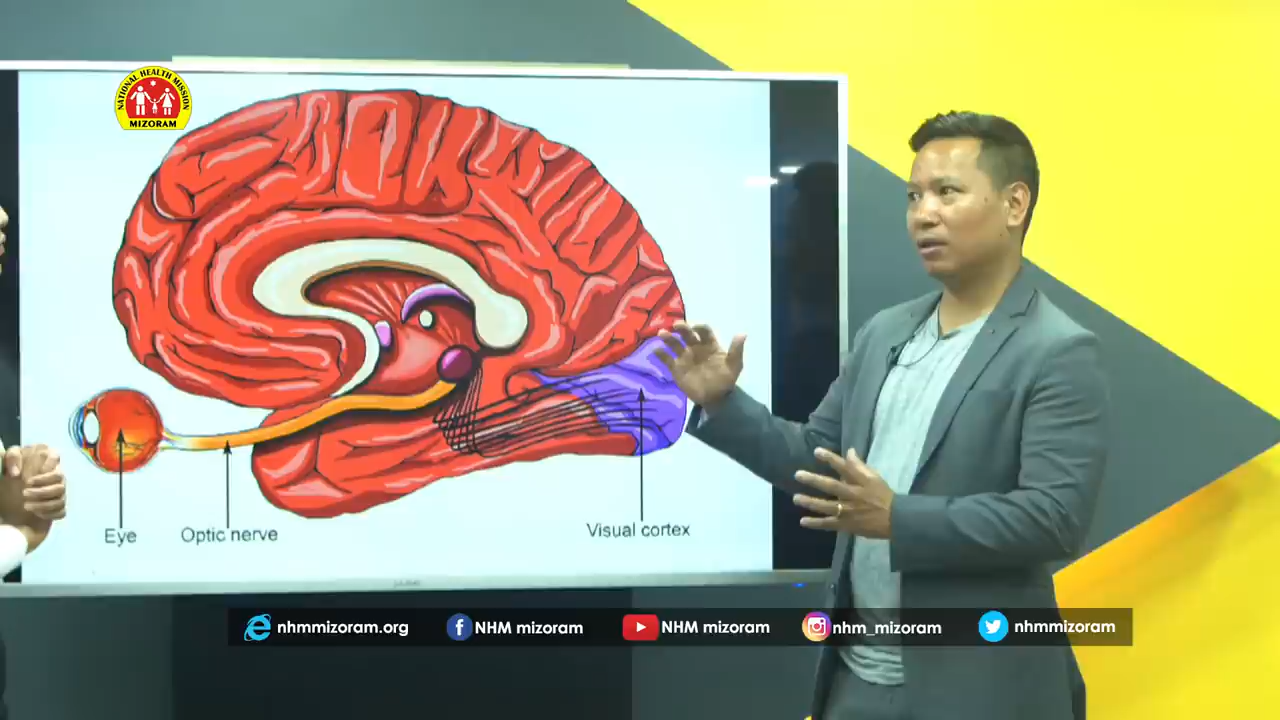 NATIONAL HEALTH MISSION
MIZORAM
Eye
Optic nerve
Visual cortex
nhmmizoram.org
NHM mizoram
NHM mizoram
nhm_mizoram
nhmmizoram